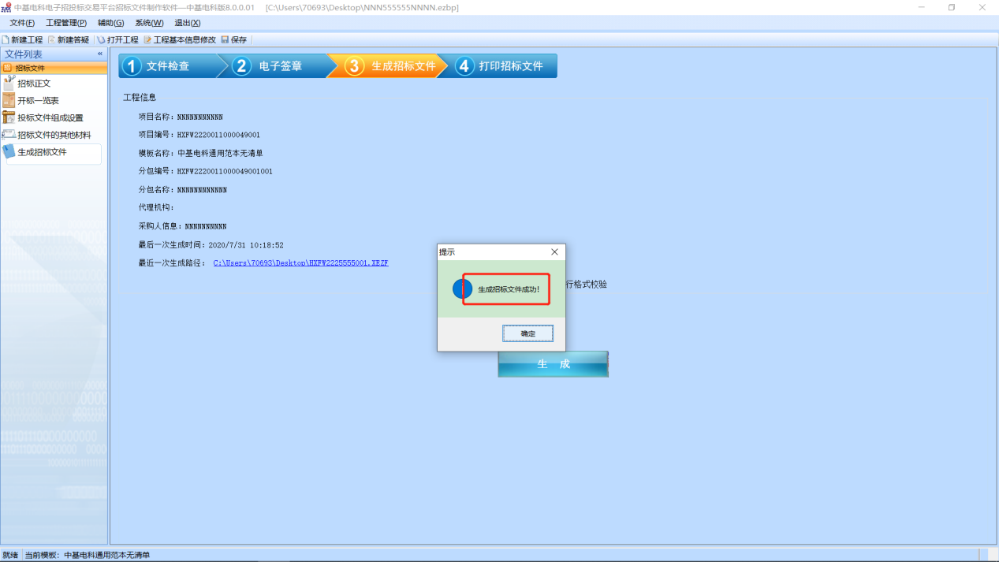 中基电科电子招投标交易平台招标文件制作软件—中基电科版8.0.0.01 [C:\Users\70693\Desktop\NNN555555NNNN.ezbp]
文件(F) 工程管理(P) 辅助(G) 系统(W) 退出(X)
新建工程 新建答疑 打开工程 工程基本信息修改 保存
文件列表 «
招标文件
招标正文
开标一览表
投标文件组成设置
招标文件的其他材料
生成招标文件
1 文件检查 2 电子签章 3 生成招标文件 4 打印招标文件
工程信息
项目名称：NNNNNNNNNNN
项目编号：HXFW2220011000049001
模板名称：中基电科通用范本无清单
分包编号：HXFW2220011000049001001
分包名称：NNNNNNNNNNNN
代理机构：
采购人信息：NNNNNNNNNN
最后一次生成时间：2020/7/31 10:18:52
最近一次生成路径： C:\Users\70693\Desktop\HXFW2225555001.XEZF
行格式校验
提示
生成招标文件成功!
确定
生 成
就绪 当前模板：中基电科通用范本无清单